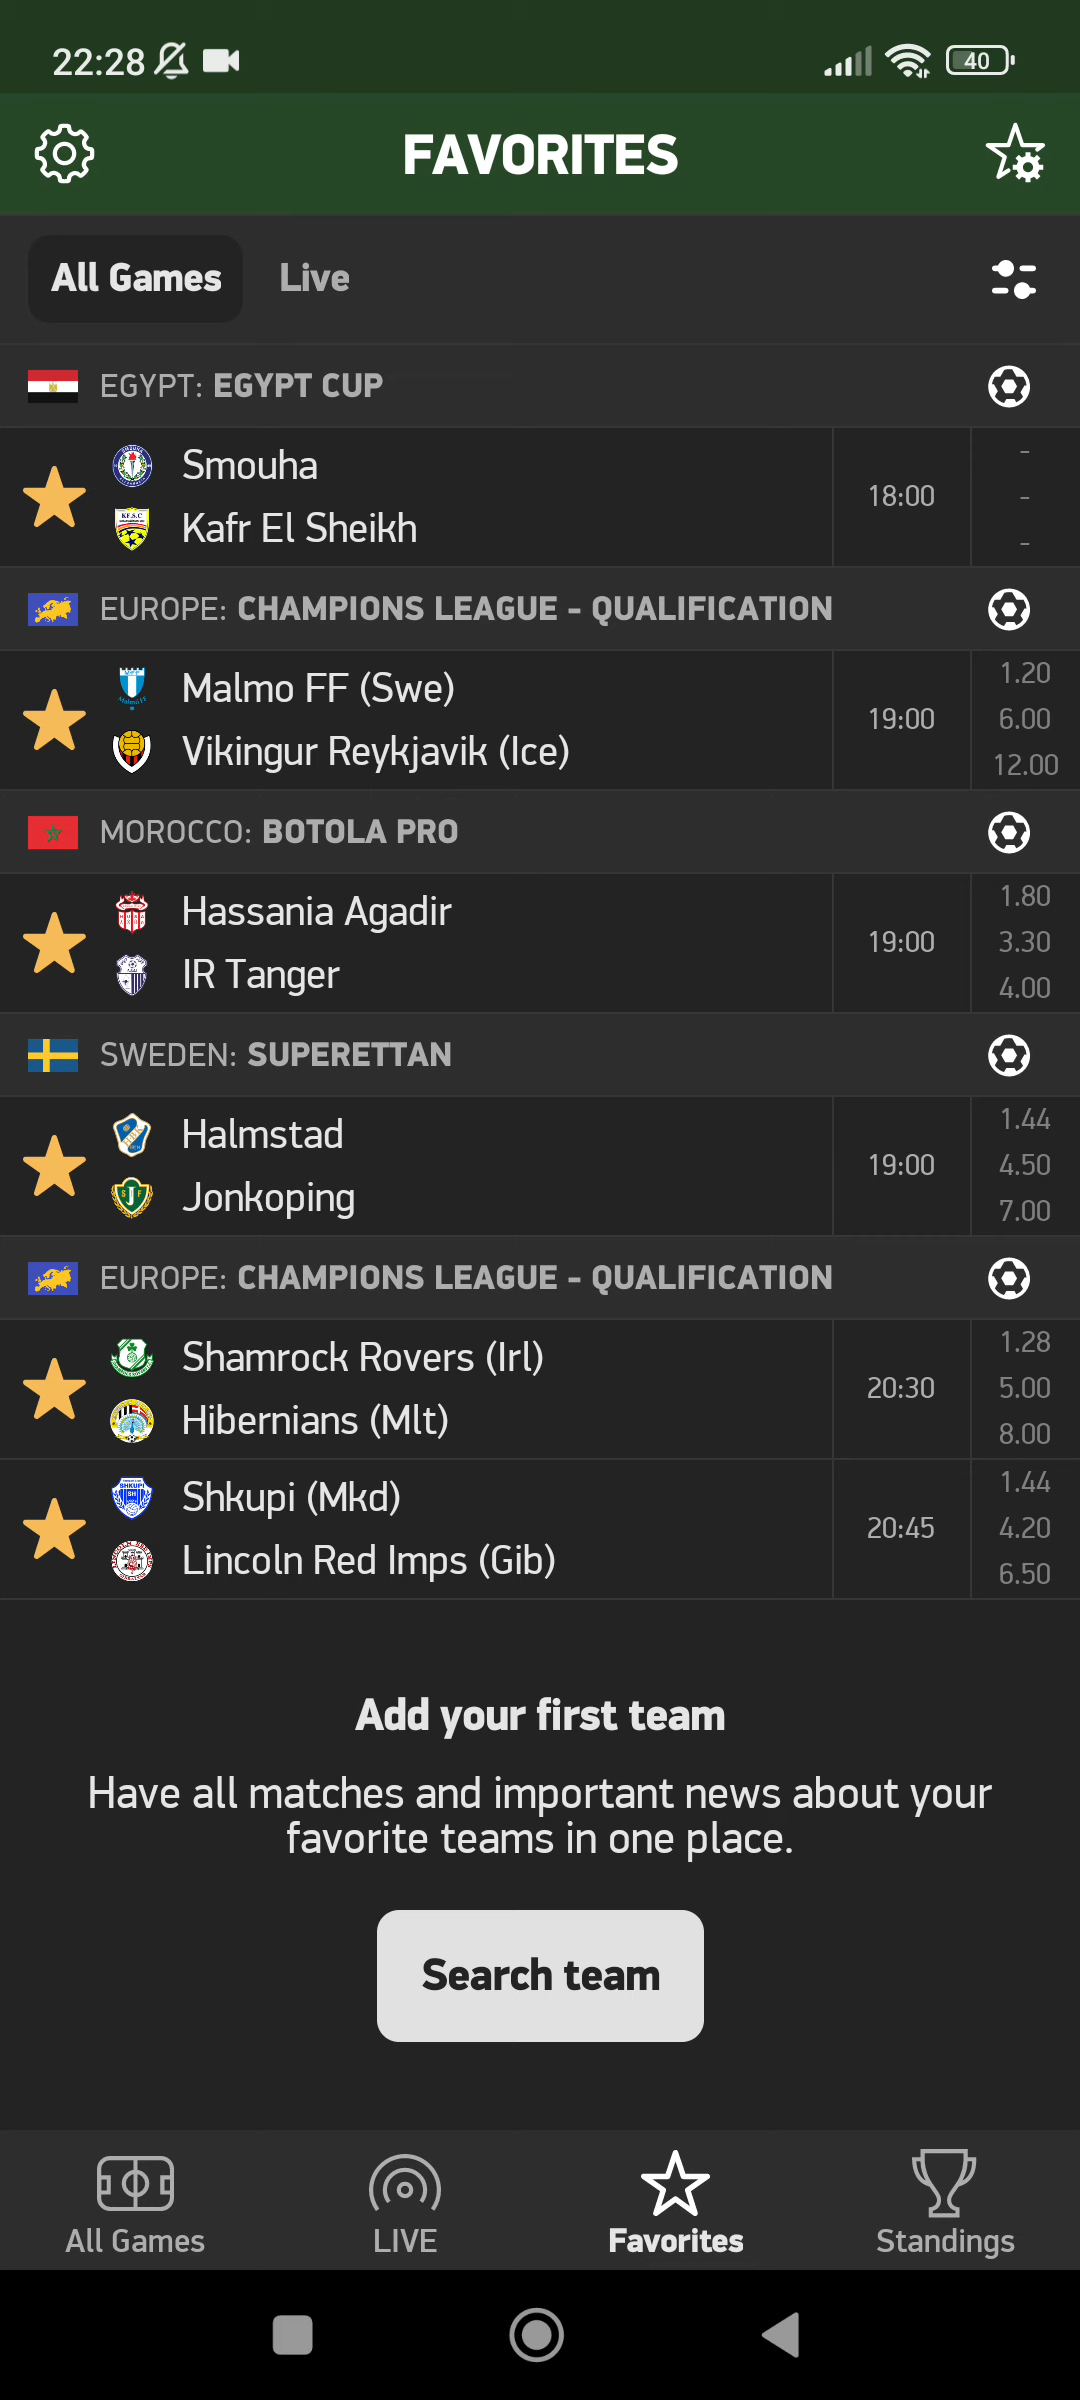 22:28
40
FAVORITES
All Games Live
EGYPT: EGYPT CUP
Smouha
Kafr El Sheikh
18:00
-
-
-
EUROPE: CHAMPIONS LEAGUE - QUALIFICATION
Malmo FF (Swe)
Vikingur Reykjavik (Ice)
19:00
1.20
6.00
12.00
MOROCCO: BOTOLA PRO
Hassania Agadir
IR Tanger
19:00
1.80
3.30
4.00
SWEDEN: SUPERETTAN
Halmstad
Jonkoping
19:00
1.44
4.50
7.00
EUROPE: CHAMPIONS LEAGUE - QUALIFICATION
Shamrock Rovers (Irl)
Hibernians (Mlt)
20:30
1.28
5.00
8.00
Shkupi (Mkd)
Lincoln Red Imps (Gib)
20:45
1.44
4.20
6.50
Add your first team
Have all matches and important news about your
favorite teams in one place.
Search team
All Games LIVE Favorites Standings